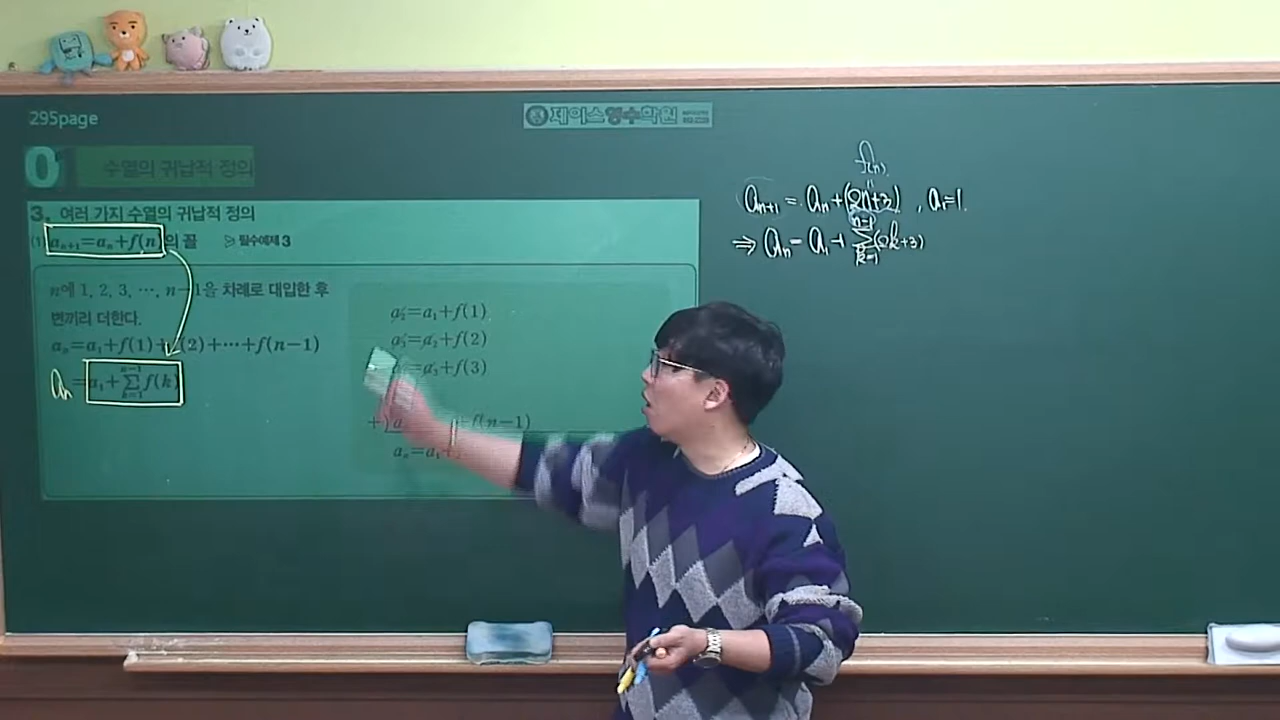 295page
제이스영수학원
0 수열의 귀납적 정의
3. 여러 가지 수열의 귀납적 정의
(1) aₙ₊₁=aₙ+f(n)의 꼴 ▷ 필수예제 3
n에 1, 2, 3, ⋯, n-1을 차례로 대입한 후
변끼리 더한다.
aₙ=a₁+f(1)+f(2)+⋯+f(n-1)
aₙ=a₁+∑ₖ₌₁ⁿ⁻¹ f(k)
a₂=a₁+f(1)
a₃=a₂+f(2)
=a₃+f(3)
+) a +f(n-1)
aₙ=a₁+
f(n)
"
aₙ₊₁ = aₙ+(2n+3) , a₁=1.
⇒ aₙ = a₁ + ∑ₖ₌₁ⁿ⁻¹(2k+3)